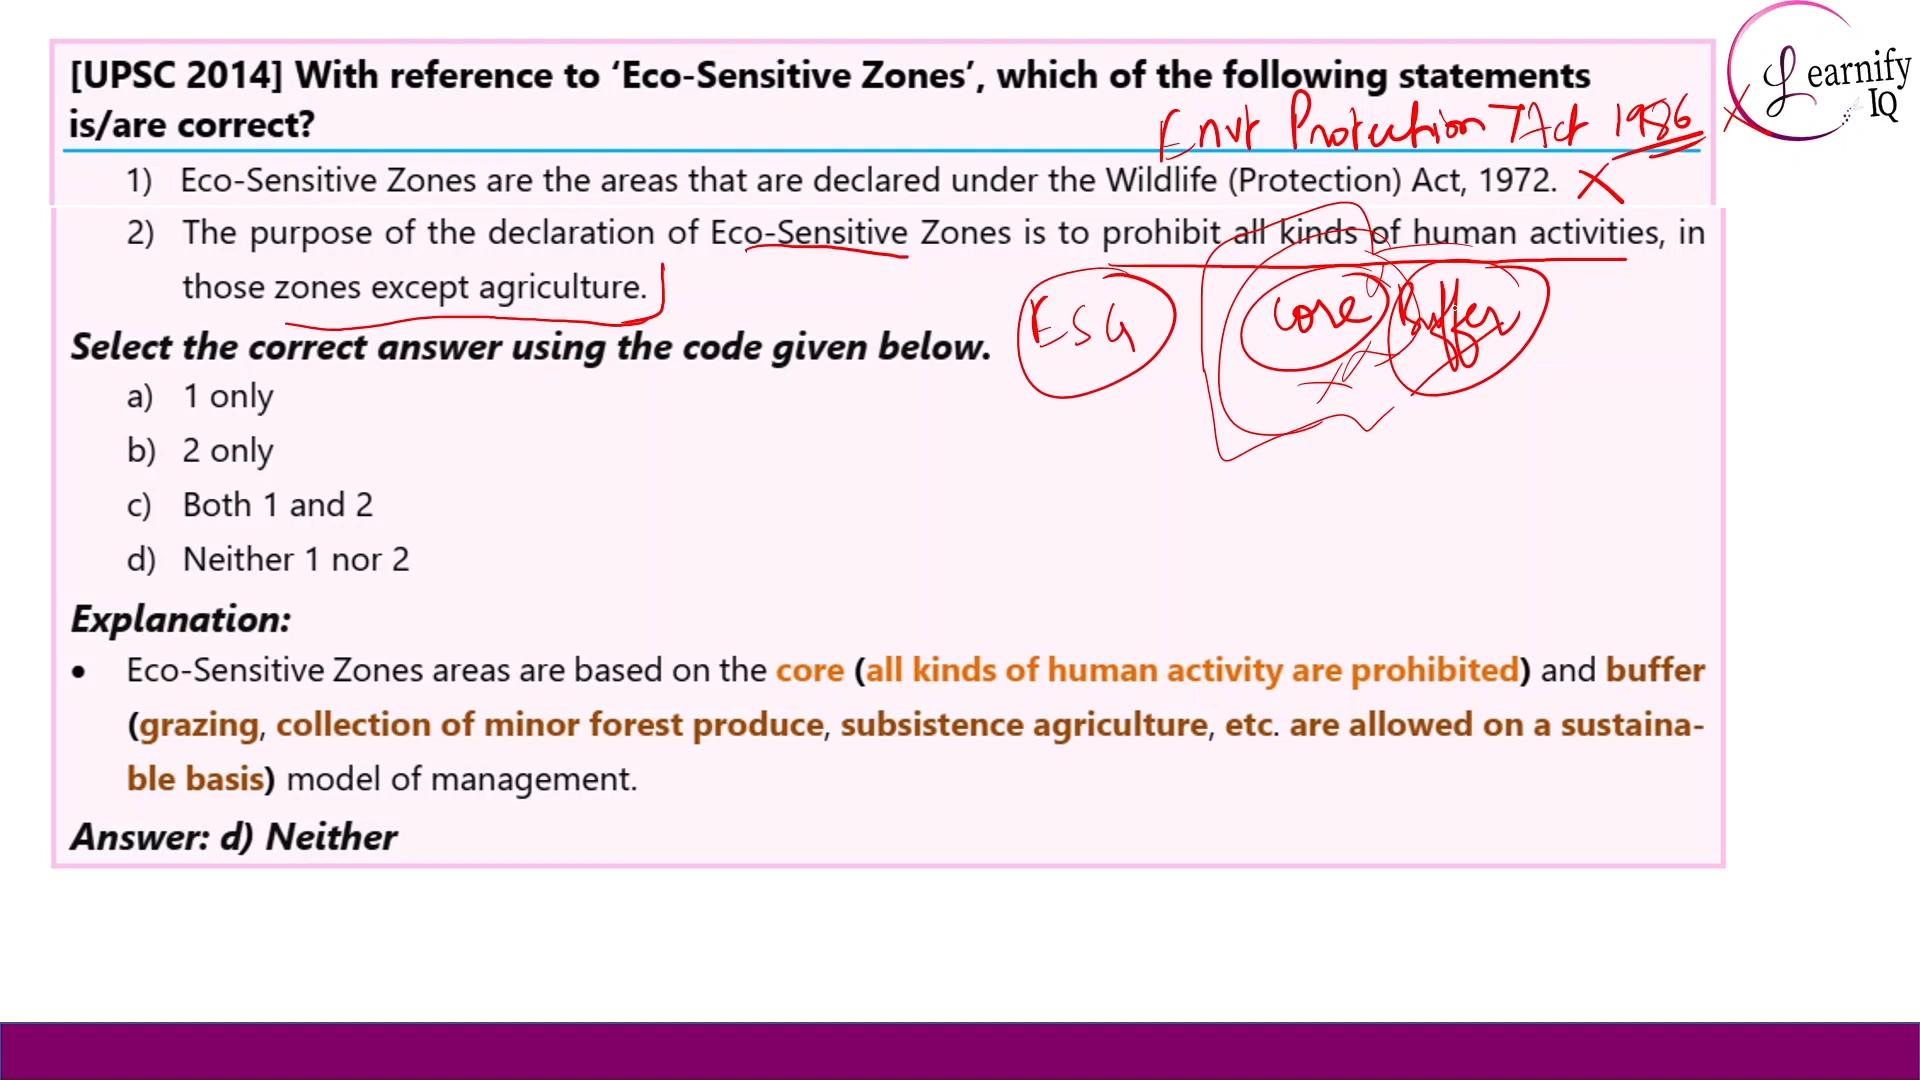 Learnify
IQ
[UPSC 2014] With reference to ‘Eco-Sensitive Zones’, which of the following statements
is/are correct?
Envt Protection Act 1986
1) Eco-Sensitive Zones are the areas that are declared under the Wildlife (Protection) Act, 1972.
2) The purpose of the declaration of Eco-Sensitive Zones is to prohibit all kinds of human activities, in
those zones except agriculture.
core Buffer
Select the correct answer using the code given below.
a) 1 only
b) 2 only
c) Both 1 and 2
d) Neither 1 nor 2
Explanation:
• Eco-Sensitive Zones areas are based on the core (all kinds of human activity are prohibited) and buffer
(grazing, collection of minor forest produce, subsistence agriculture, etc. are allowed on a sustaina-
ble basis) model of management.
Answer: d) Neither